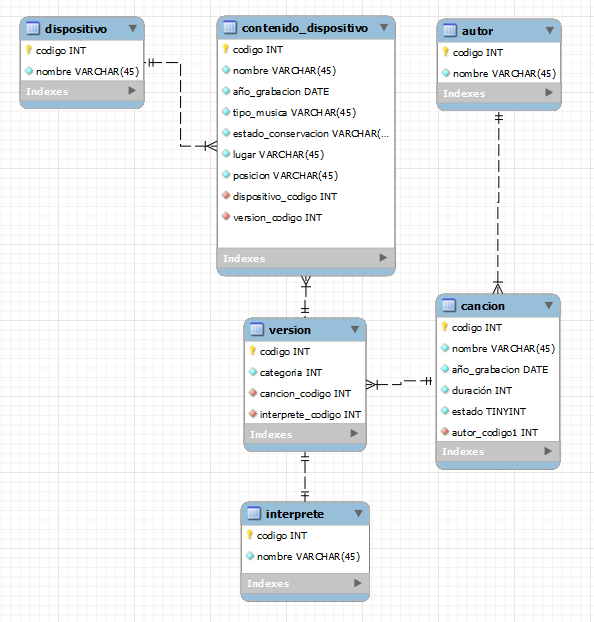 dispositivo
codigo INT
nombre VARCHAR(45)
Indexes
contenido_dispositivo
codigo INT
nombre VARCHAR(45)
año_grabacion DATE
tipo_musica VARCHAR(45)
estado_conservacion VARCHAR(...
lugar VARCHAR(45)
posicion VARCHAR(45)
dispositivo_codigo INT
version_codigo INT
Indexes
autor
codigo INT
nombre VARCHAR(45)
Indexes
version
codigo INT
categoria INT
cancion_codigo INT
interprete_codigo INT
Indexes
cancion
codigo INT
nombre VARCHAR(45)
año_grabacion DATE
duración INT
estado TINYINT
autor_codigo1 INT
Indexes
interprete
codigo INT
nombre VARCHAR(45)
Indexes